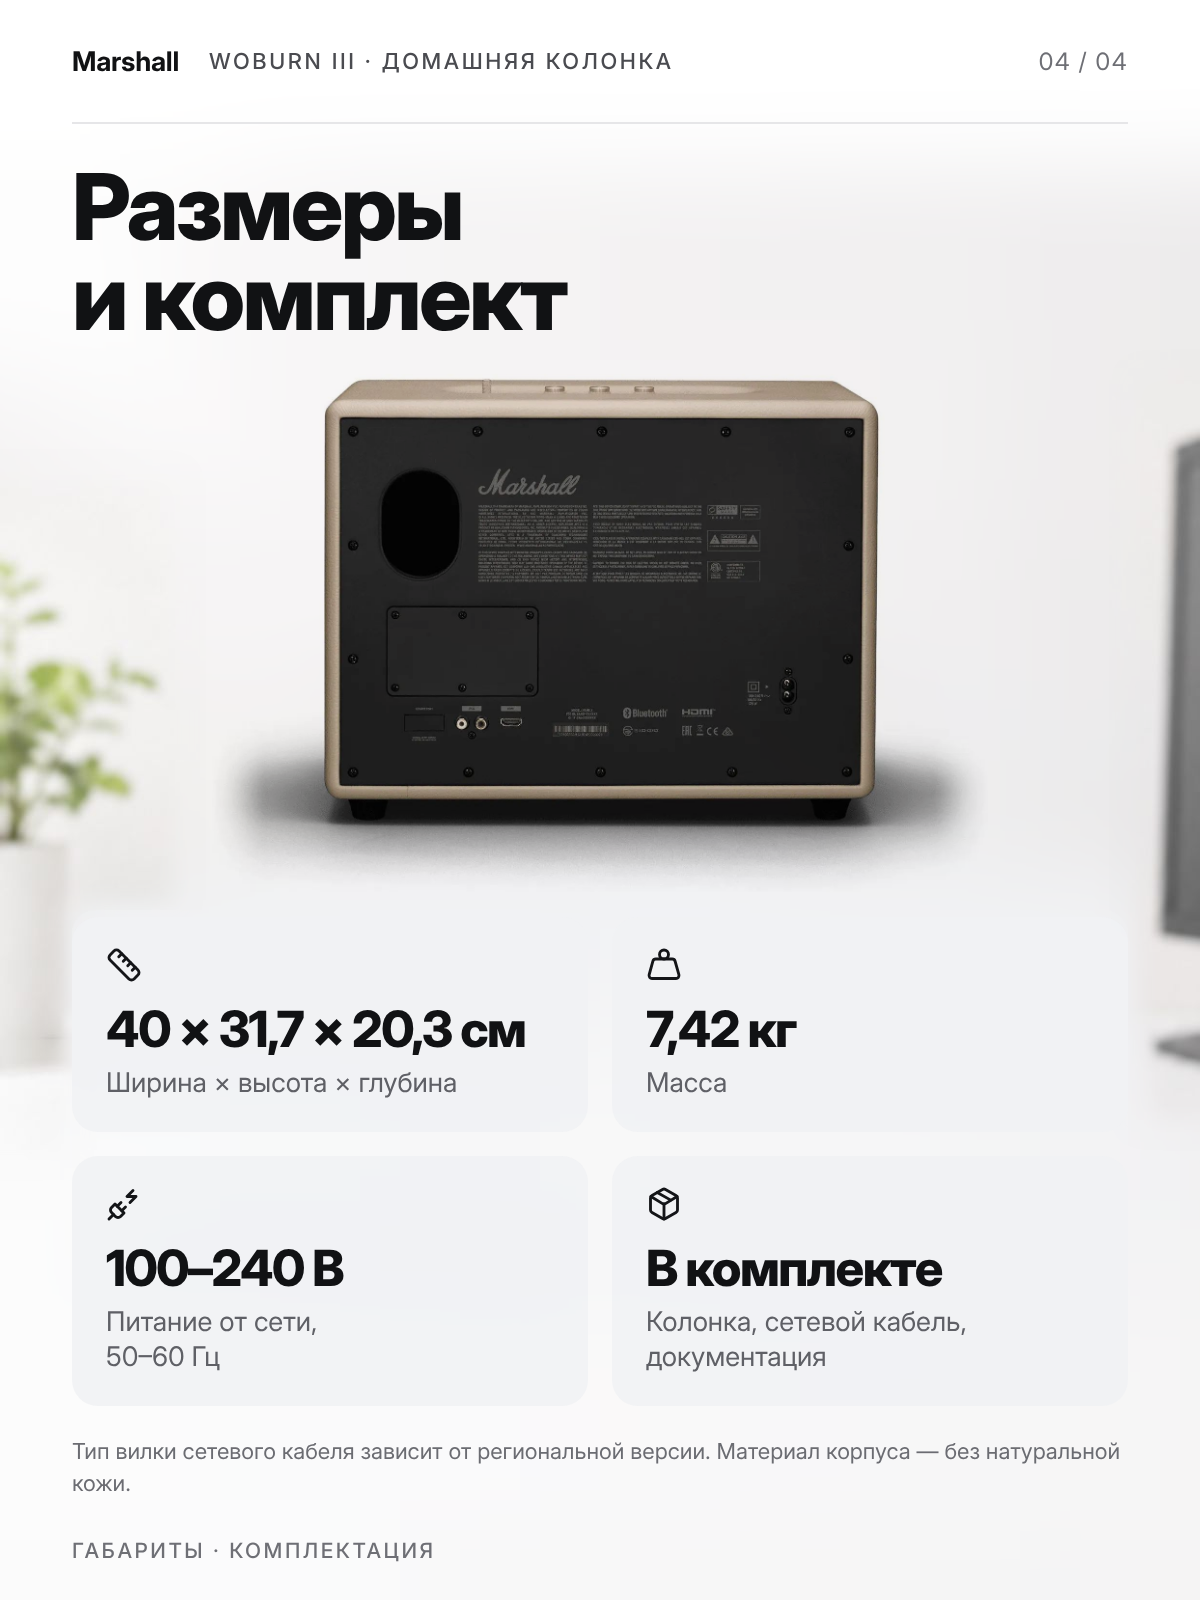 Marshall WOBURN III · ДОМАШНЯЯ КОЛОНКА 04 / 04
Размеры
и комплект
Marshall
Bluetooth
HDMI
40 × 31,7 × 20,3 см
Ширина × высота × глубина
7,42 кг
Масса
100–240 В
Питание от сети,
50–60 Гц
В комплекте
Колонка, сетевой кабель,
документация
Тип вилки сетевого кабеля зависит от региональной версии. Материал корпуса — без натуральной
кожи.
ГАБАРИТЫ · КОМПЛЕКТАЦИЯ